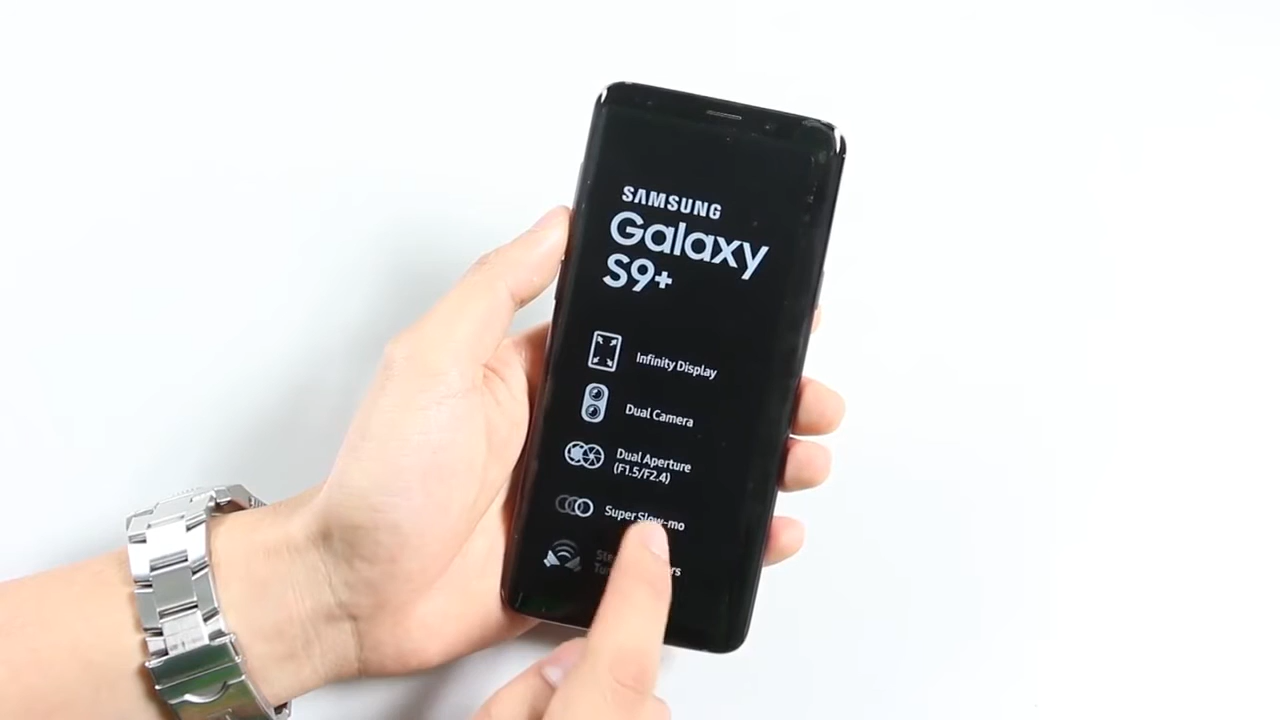 SAMSUNG
Galaxy
S9+
Infinity Display
Dual Camera
Dual Aperture
(F1.5/F2.4)
Super Slow-mo